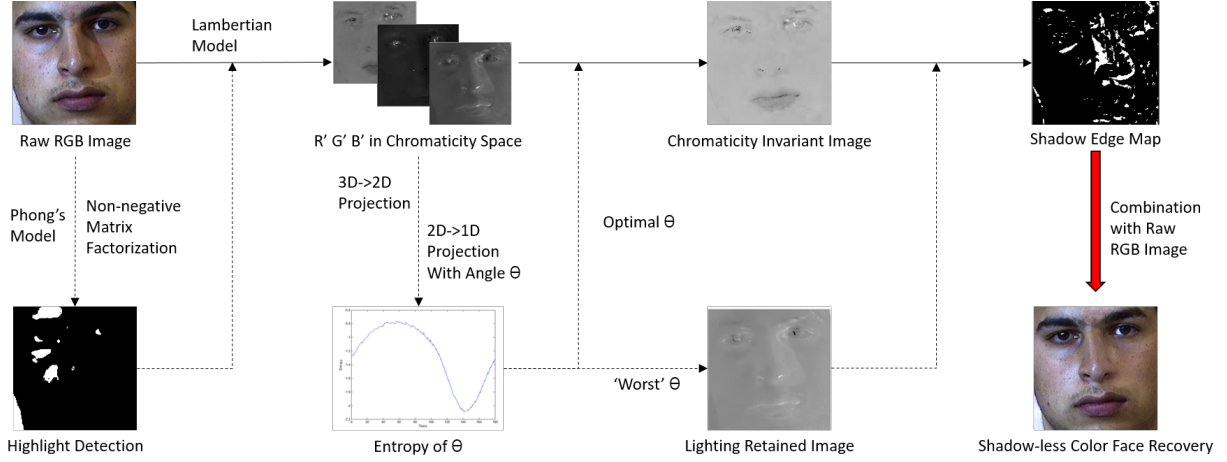 Lambertian
Model
Raw RGB Image
R' G' B' in Chromaticity Space
Chromaticity Invariant Image
Shadow Edge Map
Phong's
Model
Non-negative
Matrix
Factorization
3D->2D
Projection
2D->1D
Projection
With Angle Ɵ
Optimal Ɵ
Combination
with Raw
RGB Image
'Worst' Ɵ
Highlight Detection
Entropy of Ɵ
Lighting Retained Image
Shadow-less Color Face Recovery